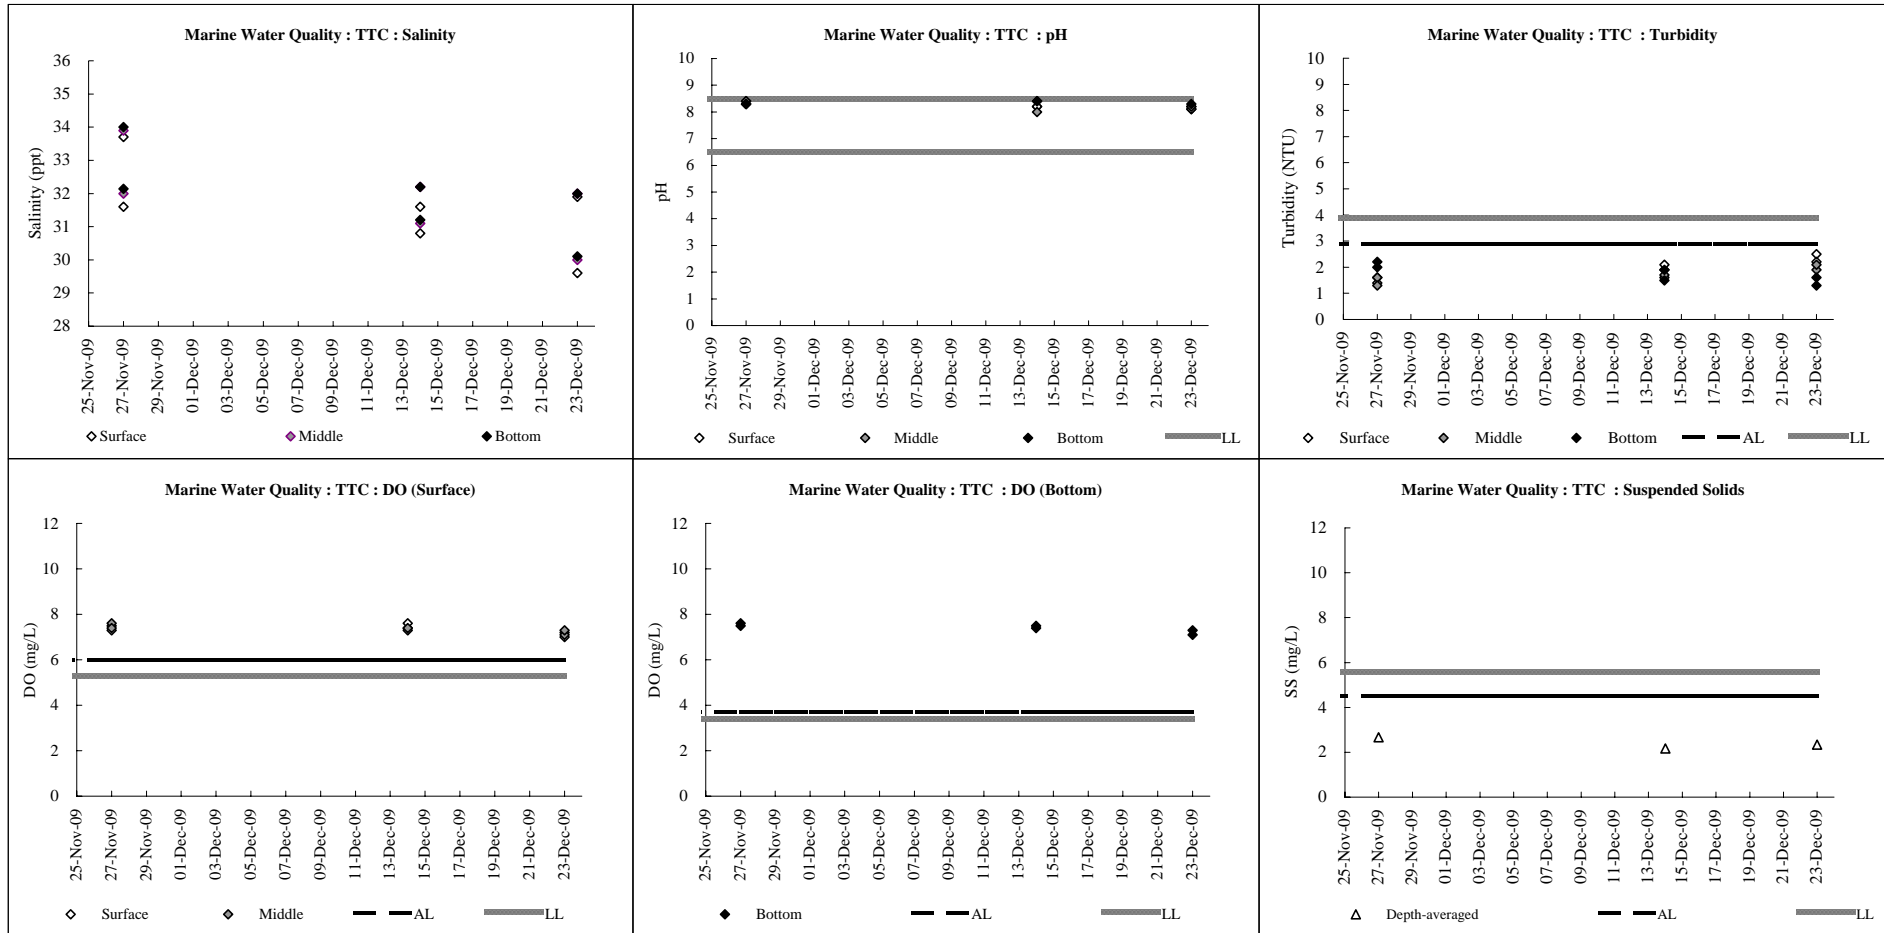 Marine Water Quality : TTC : Salinity
36
35
34
33
32
31
30
29
28
Salinity (ppt)
25-Nov-09
27-Nov-09
29-Nov-09
01-Dec-09
03-Dec-09
05-Dec-09
07-Dec-09
09-Dec-09
11-Dec-09
13-Dec-09
15-Dec-09
17-Dec-09
19-Dec-09
21-Dec-09
23-Dec-09
Surface Middle Bottom
Marine Water Quality : TTC : pH
10
9
8
7
6
5
4
3
2
1
0
pH
25-Nov-09
27-Nov-09
29-Nov-09
01-Dec-09
03-Dec-09
05-Dec-09
07-Dec-09
09-Dec-09
11-Dec-09
13-Dec-09
15-Dec-09
17-Dec-09
19-Dec-09
21-Dec-09
23-Dec-09
Surface Middle Bottom LL
Marine Water Quality : TTC : Turbidity
10
9
8
7
6
5
4
3
2
1
0
Turbidity (NTU)
25-Nov-09
27-Nov-09
29-Nov-09
01-Dec-09
03-Dec-09
05-Dec-09
07-Dec-09
09-Dec-09
11-Dec-09
13-Dec-09
15-Dec-09
17-Dec-09
19-Dec-09
21-Dec-09
23-Dec-09
Surface Middle Bottom AL LL
Marine Water Quality : TTC : DO (Surface)
12
10
8
6
4
2
0
DO (mg/L)
25-Nov-09
27-Nov-09
29-Nov-09
01-Dec-09
03-Dec-09
05-Dec-09
07-Dec-09
09-Dec-09
11-Dec-09
13-Dec-09
15-Dec-09
17-Dec-09
19-Dec-09
21-Dec-09
23-Dec-09
Surface Middle AL LL
Marine Water Quality : TTC : DO (Bottom)
12
10
8
6
4
2
0
DO (mg/L)
25-Nov-09
27-Nov-09
29-Nov-09
01-Dec-09
03-Dec-09
05-Dec-09
07-Dec-09
09-Dec-09
11-Dec-09
13-Dec-09
15-Dec-09
17-Dec-09
19-Dec-09
21-Dec-09
23-Dec-09
Bottom AL LL
Marine Water Quality : TTC : Suspended Solids
12
10
8
6
4
2
0
SS (mg/L)
25-Nov-09
27-Nov-09
29-Nov-09
01-Dec-09
03-Dec-09
05-Dec-09
07-Dec-09
09-Dec-09
11-Dec-09
13-Dec-09
15-Dec-09
17-Dec-09
19-Dec-09
21-Dec-09
23-Dec-09
Depth-averaged AL LL